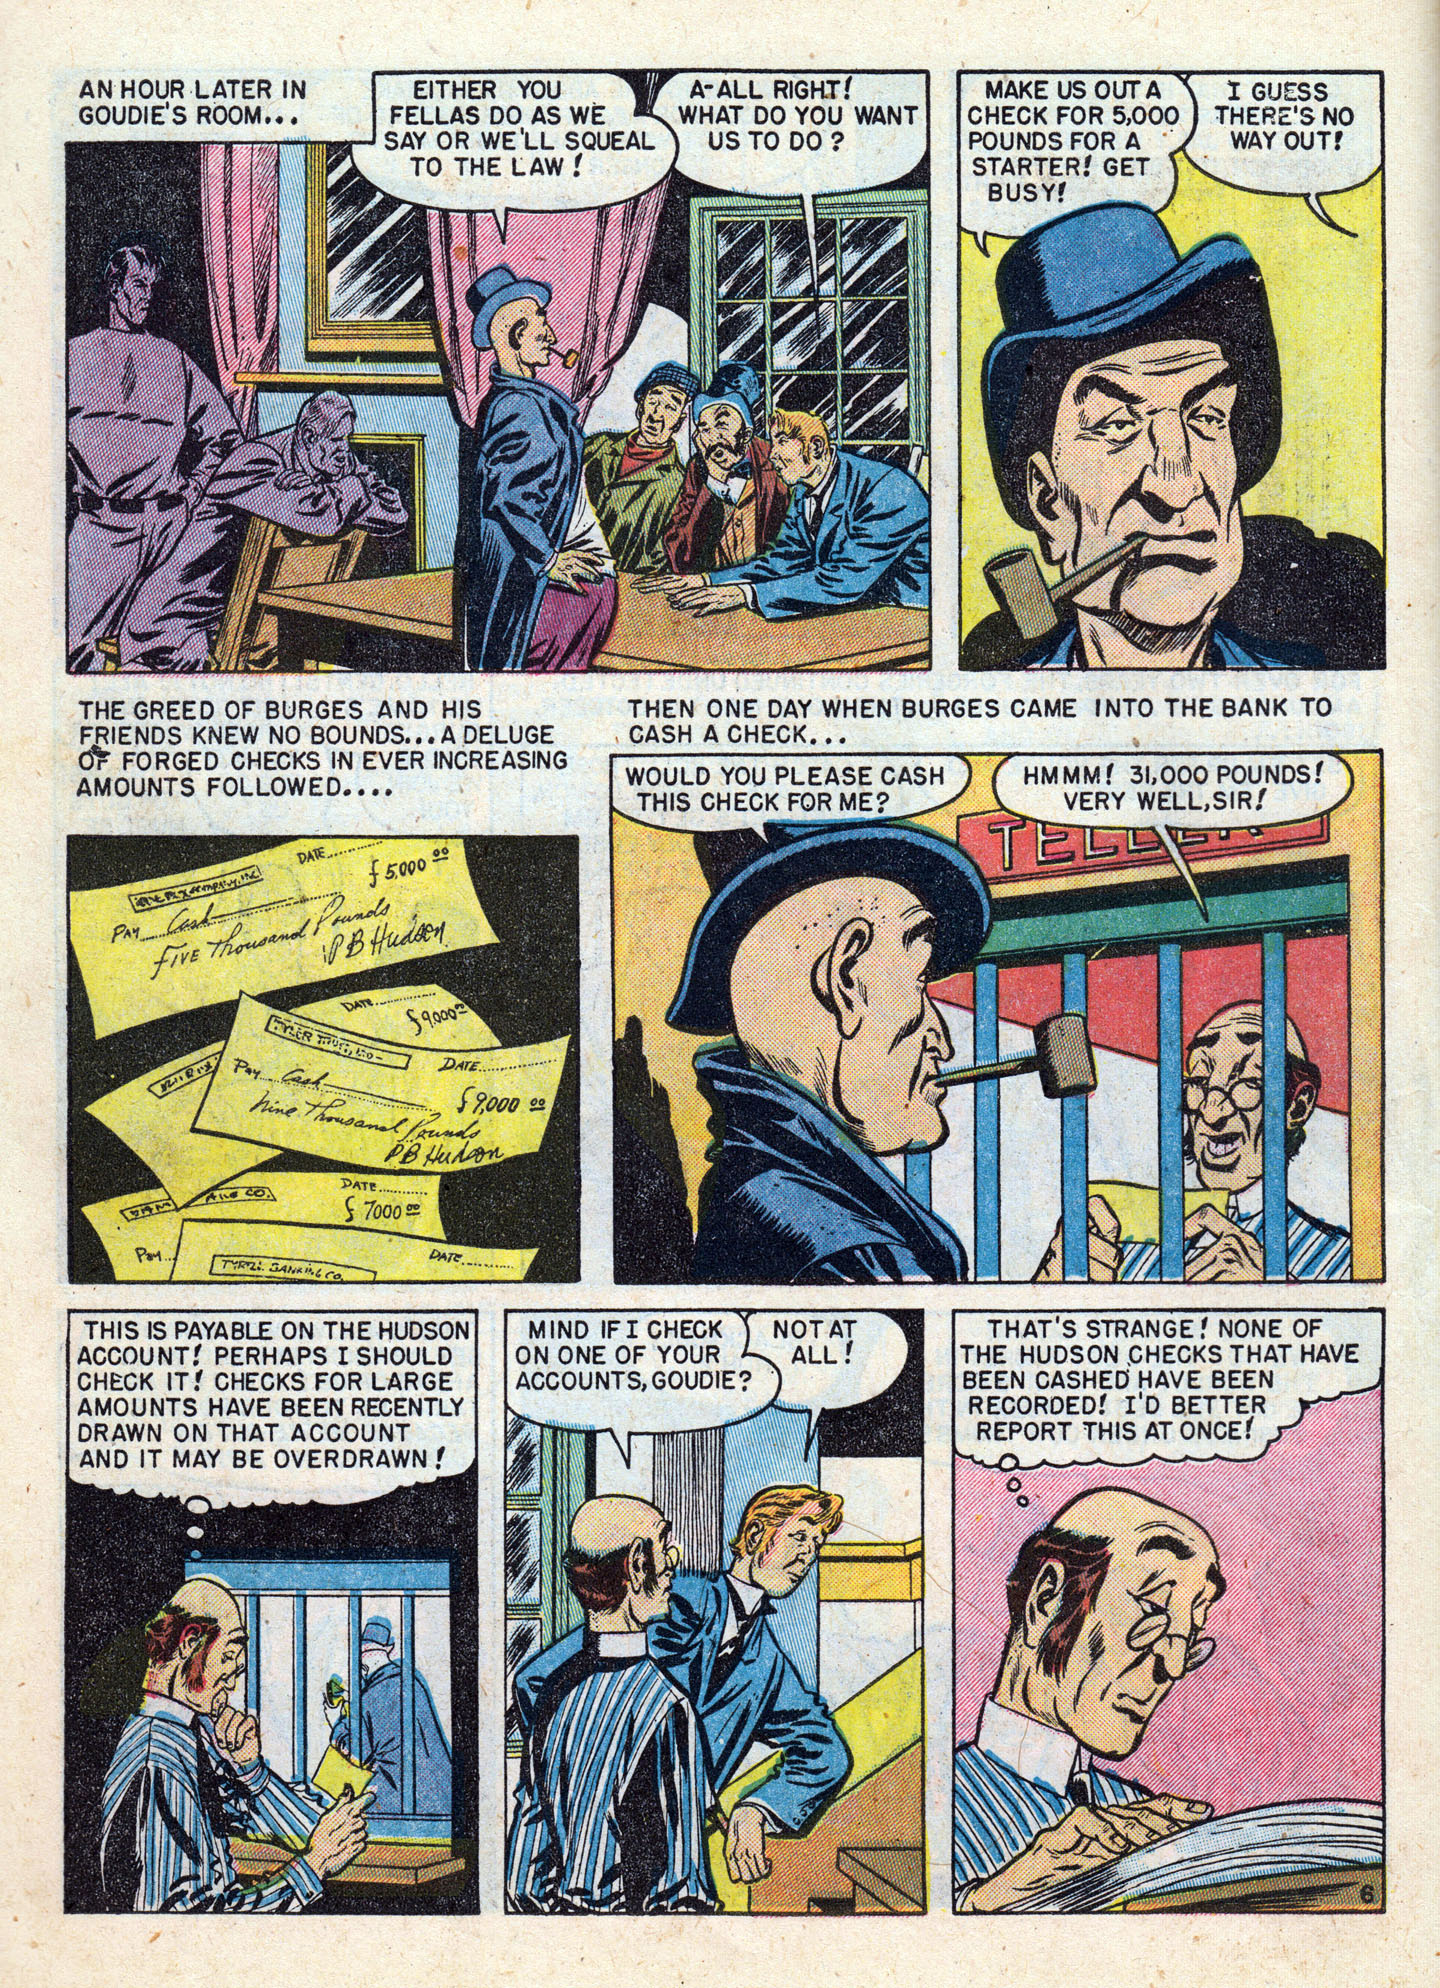 AN HOUR LATER IN
GOUDIE'S ROOM...
EITHER YOU
FELLAS DO AS WE
SAY OR WE'LL SQUEAL
TO THE LAW!
A-ALL RIGHT!
WHAT DO YOU WANT
US TO DO?
MAKE US OUT A
CHECK FOR 5,000
POUNDS FOR A
STARTER! GET
BUSY!
I GUESS
THERE'S NO
WAY OUT!
THE GREED OF BURGES AND HIS
FRIENDS KNEW NO BOUNDS...A DELUGE
OF FORGED CHECKS IN EVER INCREASING
AMOUNTS FOLLOWED....
DATE
£5,000 00
PAY Cash
FIVE Thousand Pounds
P B Hudson
DATE
£9,000 00
DATE
PAY Cash
£9,000 00
Nine Thousand Pounds
P B Hudson
CO.
DATE
£ 7000 00
PAY
DATE
BANKING CO.
THEN ONE DAY WHEN BURGES CAME INTO THE BANK TO
CASH A CHECK...
WOULD YOU PLEASE CASH
THIS CHECK FOR ME?
HMMM! 31,000 POUNDS!
VERY WELL, SIR!
TELLER
THIS IS PAYABLE ON THE HUDSON
ACCOUNT! PERHAPS I SHOULD
CHECK IT! CHECKS FOR LARGE
AMOUNTS HAVE BEEN RECENTLY
DRAWN ON THAT ACCOUNT
AND IT MAY BE OVERDRAWN!
MIND IF I CHECK
ON ONE OF YOUR
ACCOUNTS, GOUDIE?
NOT AT
ALL!
THAT'S STRANGE! NONE OF
THE HUDSON CHECKS THAT HAVE
BEEN CASHED HAVE BEEN
RECORDED! I'D BETTER
REPORT THIS AT ONCE!
6